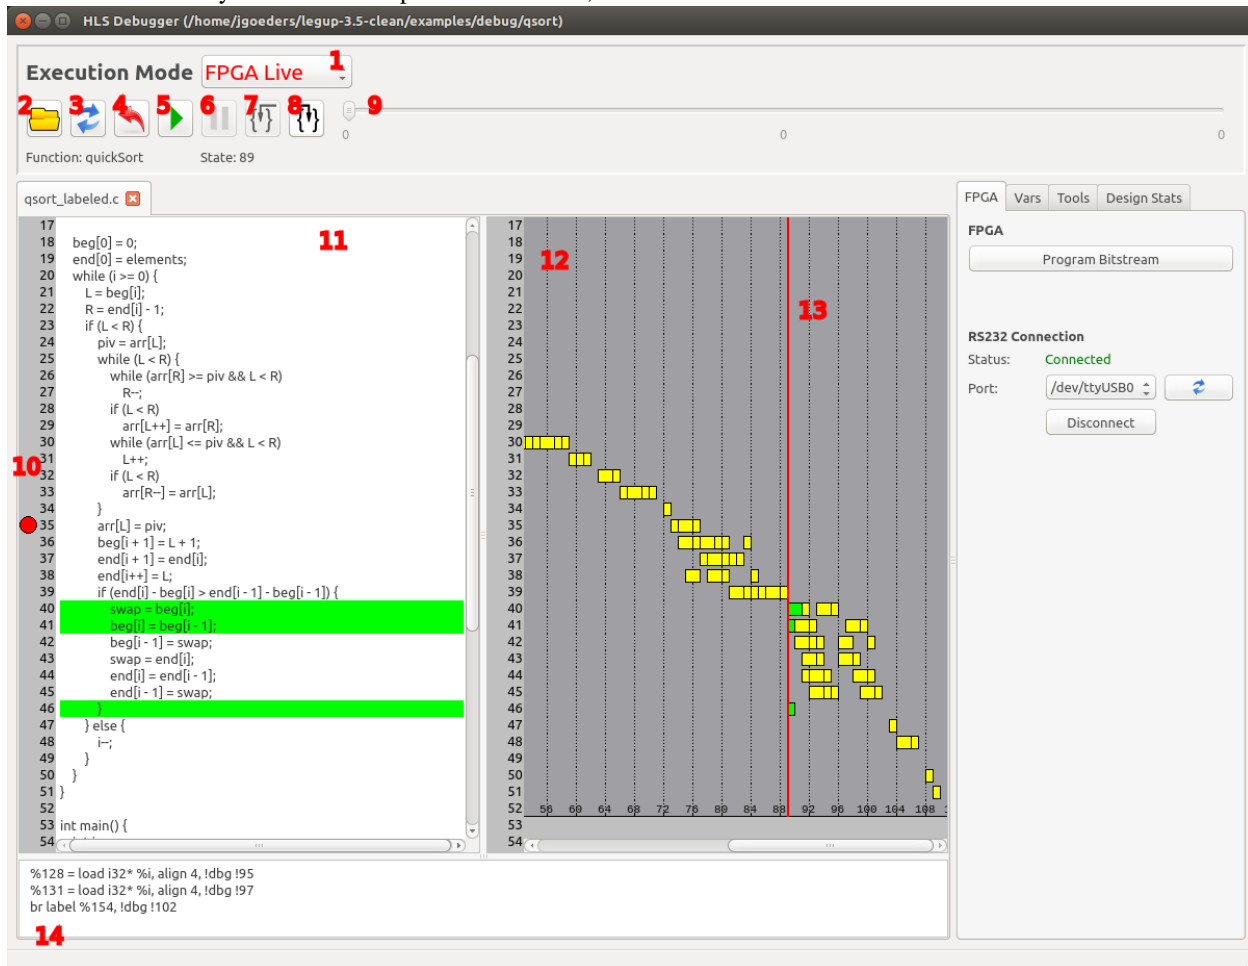 HLS Debugger (/home/jgoeders/legup-3.5-clean/examples/debug/qsort)
Execution Mode FPGA Live 1
2 3 4 5 6 7 8 9
0 0 0
Function: quickSort State: 89
qsort_labeled.c
FPGA Vars Tools Design Stats
FPGA
Program Bitstream
RS232 Connection
Status: Connected
Port: /dev/ttyUSB0
Disconnect
10
11
17
18 beg[0] = 0;
19 end[0] = elements;
20 while (i >= 0) {
21 L = beg[i];
22 R = end[i] - 1;
23 if (L < R) {
24 piv = arr[L];
25 while (L < R) {
26 while (arr[R] >= piv && L < R)
27 R--;
28 if (L < R)
29 arr[L++] = arr[R];
30 while (arr[L] <= piv && L < R)
31 L++;
32 if (L < R)
33 arr[R--] = arr[L];
34 }
35 arr[L] = piv;
36 beg[i + 1] = L + 1;
37 end[i + 1] = end[i];
38 end[i++] = L;
39 if (end[i] - beg[i] > end[i - 1] - beg[i - 1]) {
40 swap = beg[i];
41 beg[i] = beg[i - 1];
42 beg[i - 1] = swap;
43 swap = end[i];
44 end[i] = end[i - 1];
45 end[i - 1] = swap;
46 }
47 } else {
48 i--;
49 }
50 }
51 }
52
53 int main() {
54
12
13
17
18
19
20
21
22
23
24
25
26
27
28
29
30
31
32
33
34
35
36
37
38
39
40
41
42
43
44
45
46
47
48
49
50
51
52
53
54
56 60 64 68 72 76 80 84 88 92 96 100 104 108
%128 = load i32* %i, align 4, !dbg !95
%131 = load i32* %i, align 4, !dbg !97
br label %154, !dbg !102
14